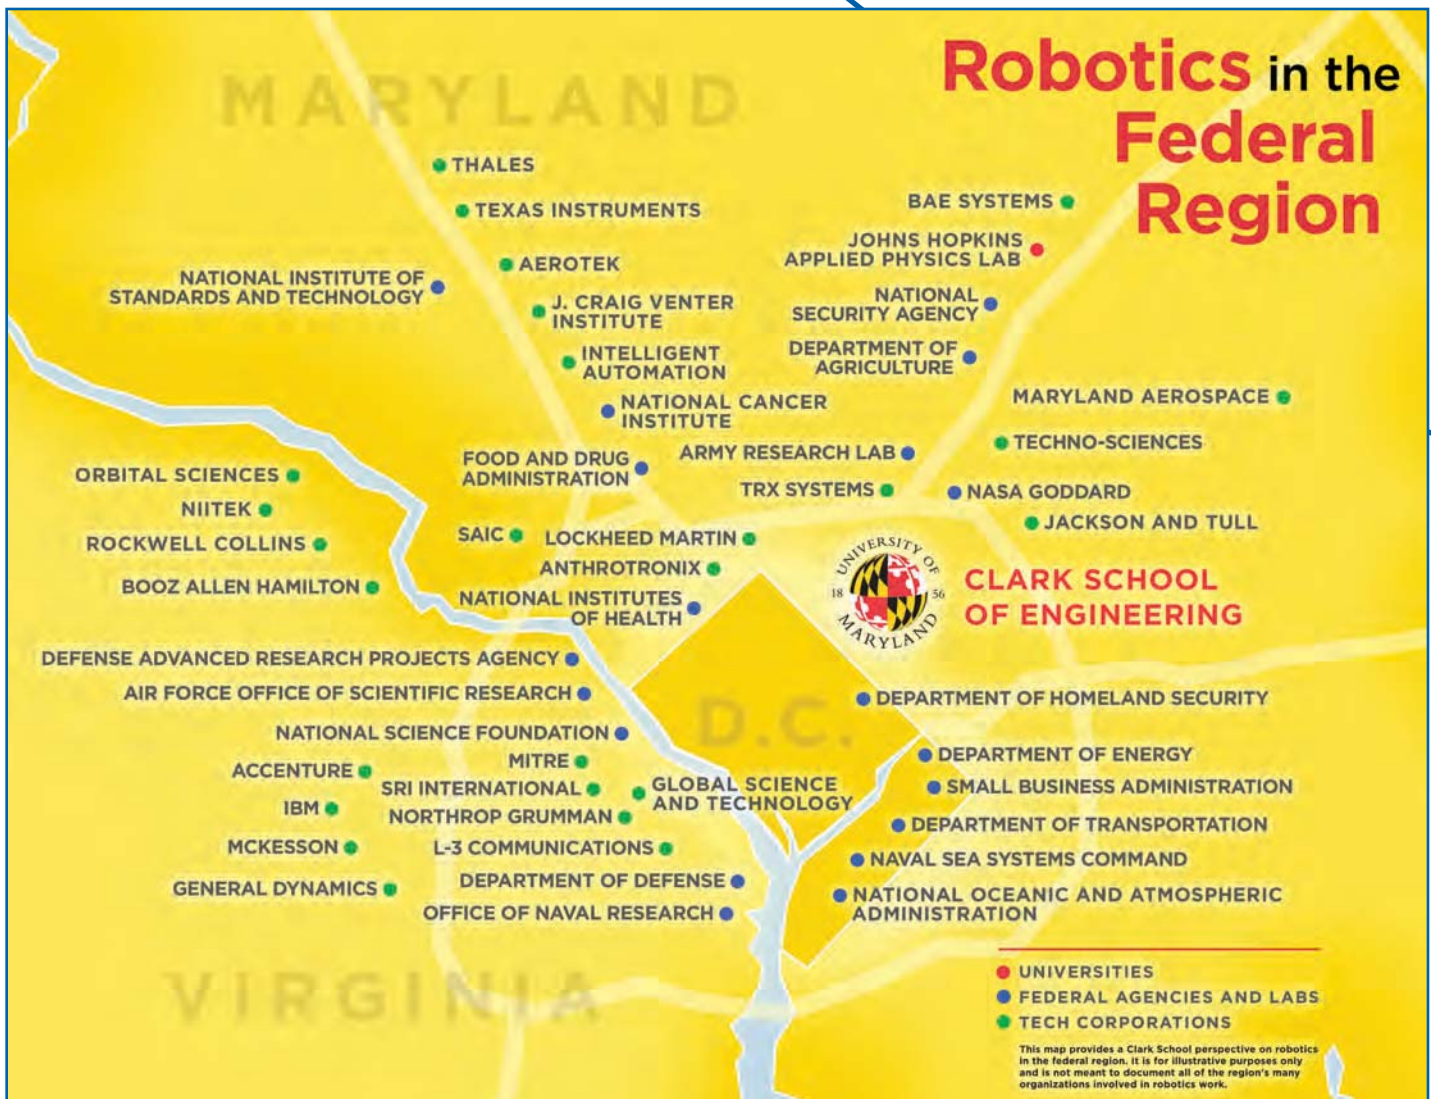 MARYLAND
Robotics in the
Federal
Region
THALES
TEXAS INSTRUMENTS
BAE SYSTEMS
JOHNS HOPKINS
APPLIED PHYSICS LAB
AEROTEK
NATIONAL INSTITUTE OF
STANDARDS AND TECHNOLOGY
J. CRAIG VENTER
INSTITUTE
NATIONAL
SECURITY AGENCY
INTELLIGENT
AUTOMATION
DEPARTMENT OF
AGRICULTURE
NATIONAL CANCER
INSTITUTE
MARYLAND AEROSPACE
TECHNO-SCIENCES
ARMY RESEARCH LAB
FOOD AND DRUG
ADMINISTRATION
ORBITAL SCIENCES
TRX SYSTEMS
NASA GODDARD
NIITEK
JACKSON AND TULL
SAIC
LOCKHEED MARTIN
ROCKWELL COLLINS
ANTHROTRONIX
BOOZ ALLEN HAMILTON
NATIONAL INSTITUTES
OF HEALTH
UNIVERSITY OF
18 56
MARYLAND
CLARK SCHOOL
OF ENGINEERING
DEFENSE ADVANCED RESEARCH PROJECTS AGENCY
AIR FORCE OFFICE OF SCIENTIFIC RESEARCH
DEPARTMENT OF HOMELAND SECURITY
D.C.
NATIONAL SCIENCE FOUNDATION
DEPARTMENT OF ENERGY
MITRE
ACCENTURE
SRI INTERNATIONAL
GLOBAL SCIENCE
AND TECHNOLOGY
SMALL BUSINESS ADMINISTRATION
IBM
NORTHROP GRUMMAN
DEPARTMENT OF TRANSPORTATION
MCKESSON
L-3 COMMUNICATIONS
NAVAL SEA SYSTEMS COMMAND
GENERAL DYNAMICS
DEPARTMENT OF DEFENSE
NATIONAL OCEANIC AND ATMOSPHERIC
ADMINISTRATION
OFFICE OF NAVAL RESEARCH
VIRGINIA
UNIVERSITIES
FEDERAL AGENCIES AND LABS
TECH CORPORATIONS
This map provides a Clark School perspective on robotics
in the federal region. It is for illustrative purposes only
and is not meant to document all of the region's many
organizations involved in robotics work.